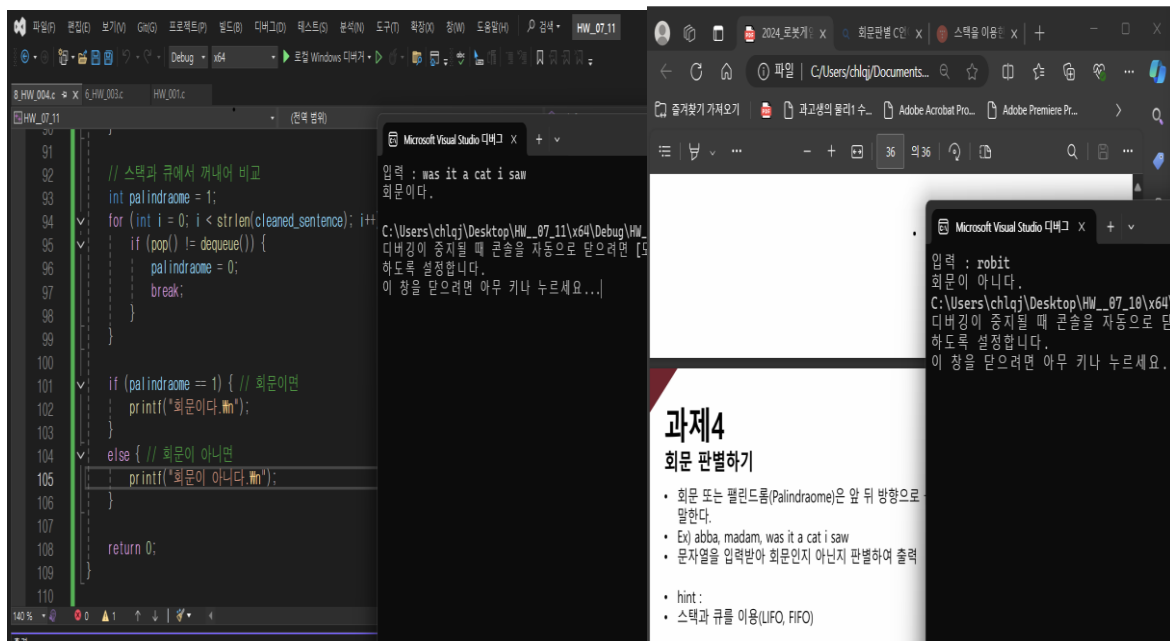 파일(F) 편집(E) 보기(V) Git(G) 프로젝트(P) 빌드(B) 디버그(D) 테스트(S) 분석(N) 도구(T) 확장(X) 창(W) 도움말(H) 검색 HW_07_11
Debug x64 로컬 Windows 디버거
8_HW_004.c 6_HW_003.c HW_001.c
HW__07_11 (전역 범위)
90 }
91
92 // 스택과 큐에서 꺼내어 비교
93 int palindraome = 1;
94 for (int i = 0; i < strlen(cleaned_sentence); i++
95 if (pop() != dequeue()) {
96 palindraome = 0;
97 break;
98 }
99 }
100
101 if (palindraome == 1) { // 회문이면
102 printf("회문이다.₩n");
103 }
104 else { // 회문이 아니면
105 printf("회문이 아니다.₩n");
106 }
107
108 return 0;
109 }
110
140 % 0 1
Microsoft Visual Studio 디버그
입력 : was it a cat i saw
회문이다.
C:\Users\chlqj\Desktop\HW__07_11\x64\Debug\HW_
디버깅이 중지될 때 콘솔을 자동으로 닫으려면 [도
하도록 설정합니다.
이 창을 닫으려면 아무 키나 누르세요...
2024_로봇게임 회문판별 C언 스택을 이용한
파일 C:/Users/chlqj/Documents...
즐겨찾기 가져오기 과고생의 물리1 수... Adobe Acrobat Pro... Adobe Premiere Pr...
36 의 36
Microsoft Visual Studio 디버그
입력 : robit
회문이 아니다.
C:\Users\chlqj\Desktop\HW__07_10\x64\
디버깅이 중지될 때 콘솔을 자동으로 닫
하도록 설정합니다.
이 창을 닫으려면 아무 키나 누르세요.
과제4
회문 판별하기
• 회문 또는 팰린드롬(Palindraome)은 앞 뒤 방향으로
말한다.
• Ex) abba, madam, was it a cat i saw
• 문자열을 입력받아 회문인지 아닌지 판별하여 출력
• hint :
• 스택과 큐를 이용(LIFO, FIFO)